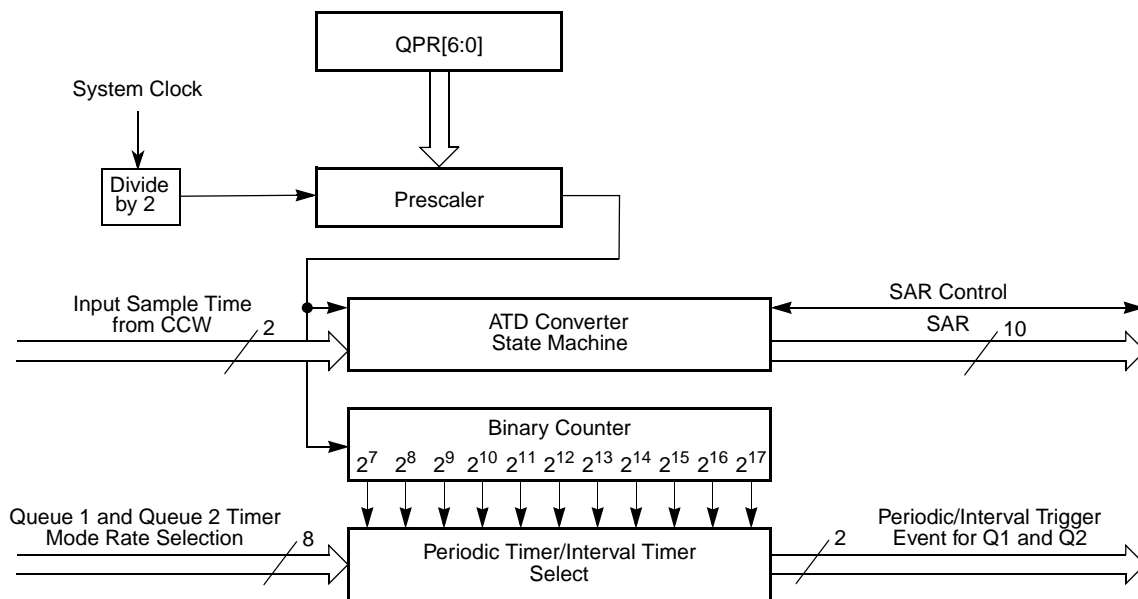 QPR[6:0]
System Clock
Divide
by 2
Prescaler
Input Sample Time
from CCW
2
ATD Converter
State Machine
SAR Control
SAR
10
Binary Counter
2^7 2^8 2^9 2^10 2^11 2^12 2^13 2^14 2^15 2^16 2^17
Queue 1 and Queue 2 Timer
Mode Rate Selection
8
Periodic Timer/Interval Timer
Select
2
Periodic/Interval Trigger
Event for Q1 and Q2